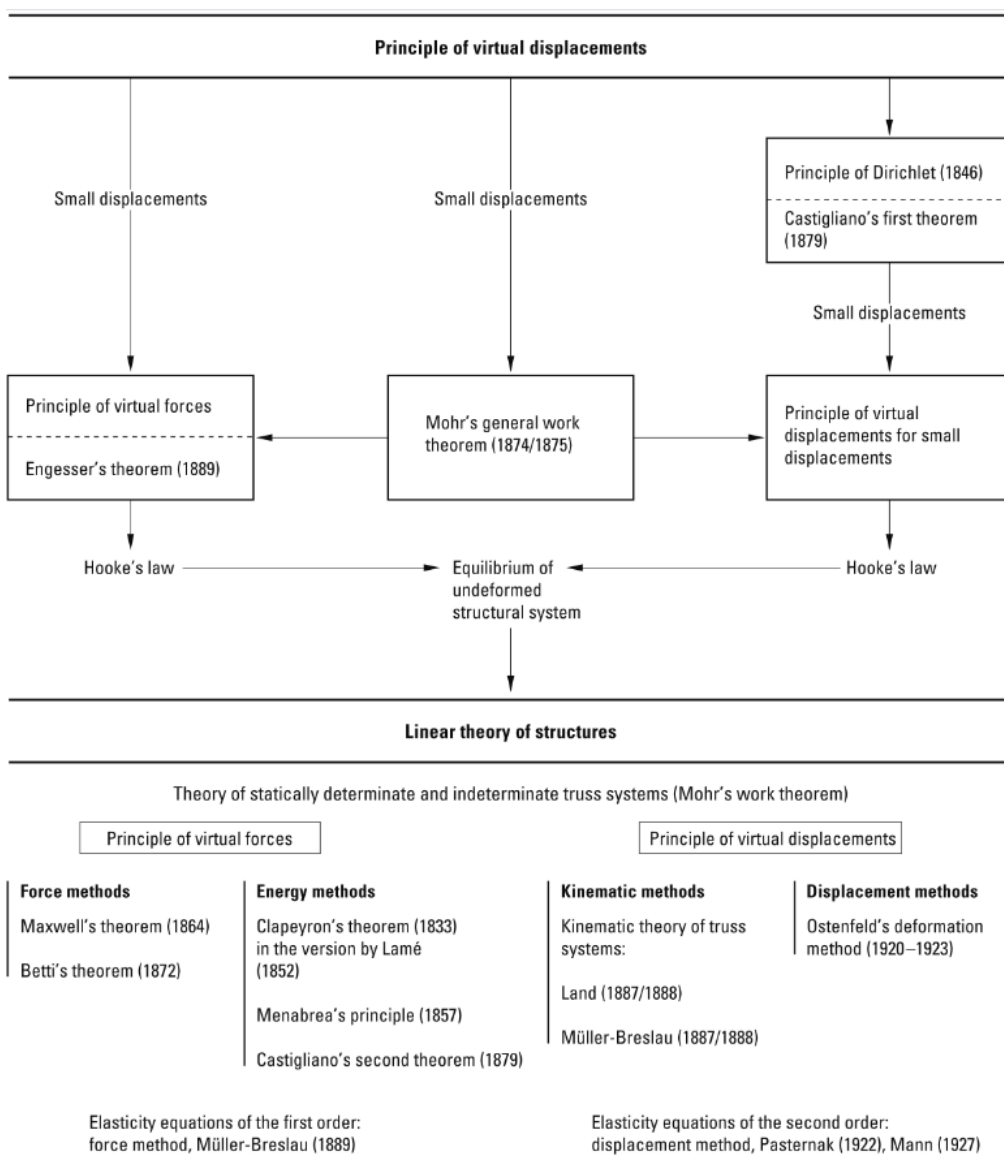 Principle of virtual displacements
Small displacements
Small displacements
Principle of Dirichlet (1846)
Castigliano’s first theorem
(1879)
Small displacements
Principle of virtual forces
Engesser’s theorem (1889)
Mohr’s general work
theorem (1874/1875)
Principle of virtual
displacements for small
displacements
Hooke’s law
Equilibrium of
undeformed
structural system
Hooke’s law
Linear theory of structures
Theory of statically determinate and indeterminate truss systems (Mohr’s work theorem)
Principle of virtual forces
Principle of virtual displacements
Force methods
Maxwell’s theorem (1864)
Betti’s theorem (1872)
Energy methods
Clapeyron’s theorem (1833)
in the version by Lamé
(1852)
Menabrea’s principle (1857)
Castigliano’s second theorem (1879)
Kinematic methods
Kinematic theory of truss
systems:
Land (1887/1888)
Müller-Breslau (1887/1888)
Displacement methods
Ostenfeld’s deformation
method (1920–1923)
Elasticity equations of the first order:
force method, Müller-Breslau (1889)
Elasticity equations of the second order:
displacement method, Pasternak (1922), Mann (1927)